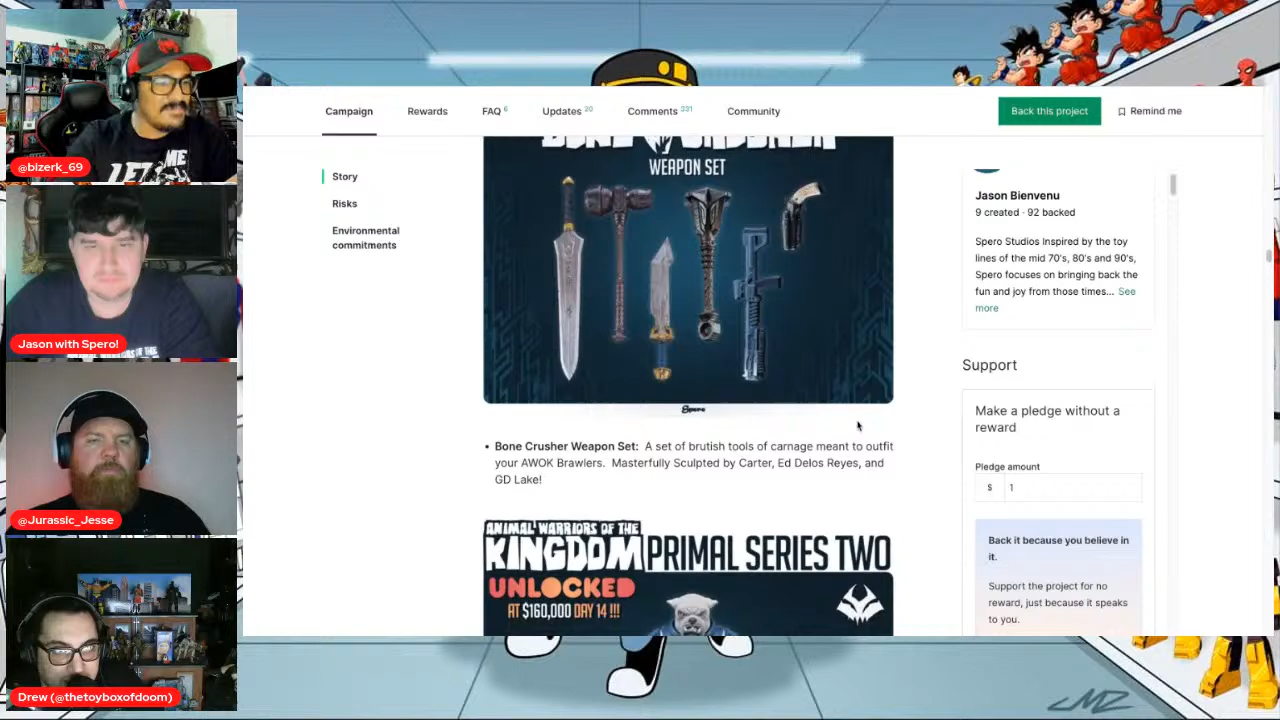 @bizerk_69
Jason with Spero!
@JurassIc_Jesse
Drew (@thetoyboxofdoom)
Campaign
Rewards
FAQ 6
Updates 20
Comments 331
Community
Back this project
Remind me
Story
Risks
Environmental
commitments
WEAPON SET
Spero
• Bone Crusher Weapon Set: A set of brutish tools of carnage meant to outfit
your AWOK Brawlers. Masterfully Sculpted by Carter, Ed Delos Reyes, and
GD Lake!
ANIMAL WARRIORS OF THE
KINGDOM PRIMAL SERIES TWO
UNLOCKED
AT $160,000 DAY 14 !!!
Jason Bienvenu
9 created · 92 backed
Spero Studios Inspired by the toy
lines of the mid 70's, 80's and 90's,
Spero focuses on bringing back the
fun and joy from those times... See
more
Support
Make a pledge without a
reward
Pledge amount
$ 1
Back it because you believe in
it.
Support the project for no
reward, just because it speaks
to you.